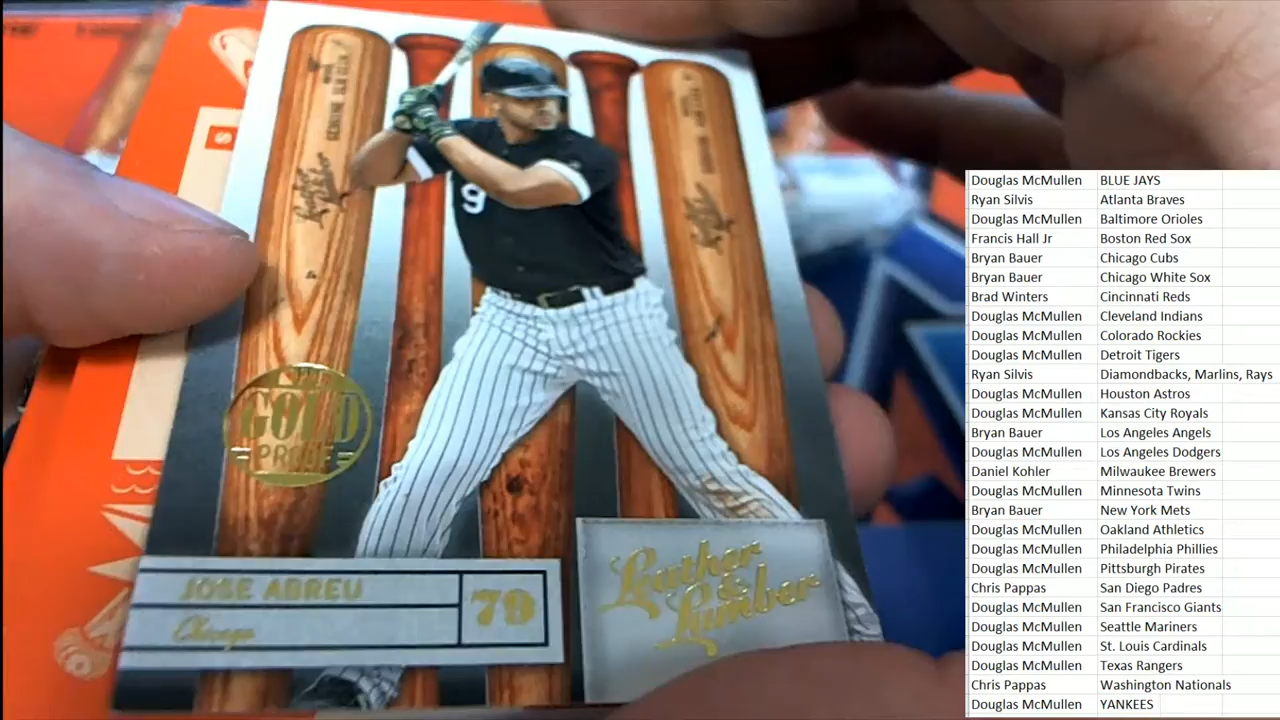 GOLD
PROOF
9
JOSE ABREU
79
Chicago
Leather
&
Lumber
Douglas McMullen BLUE JAYS
Ryan Silvis Atlanta Braves
Douglas McMullen Baltimore Orioles
Francis Hall Jr Boston Red Sox
Bryan Bauer Chicago Cubs
Bryan Bauer Chicago White Sox
Brad Winters Cincinnati Reds
Douglas McMullen Cleveland Indians
Douglas McMullen Colorado Rockies
Douglas McMullen Detroit Tigers
Ryan Silvis Diamondbacks, Marlins, Rays
Douglas McMullen Houston Astros
Douglas McMullen Kansas City Royals
Bryan Bauer Los Angeles Angels
Douglas McMullen Los Angeles Dodgers
Daniel Kohler Milwaukee Brewers
Douglas McMullen Minnesota Twins
Bryan Bauer New York Mets
Douglas McMullen Oakland Athletics
Douglas McMullen Philadelphia Phillies
Douglas McMullen Pittsburgh Pirates
Chris Pappas San Diego Padres
Douglas McMullen San Francisco Giants
Douglas McMullen Seattle Mariners
Douglas McMullen St. Louis Cardinals
Douglas McMullen Texas Rangers
Chris Pappas Washington Nationals
Douglas McMullen YANKEES